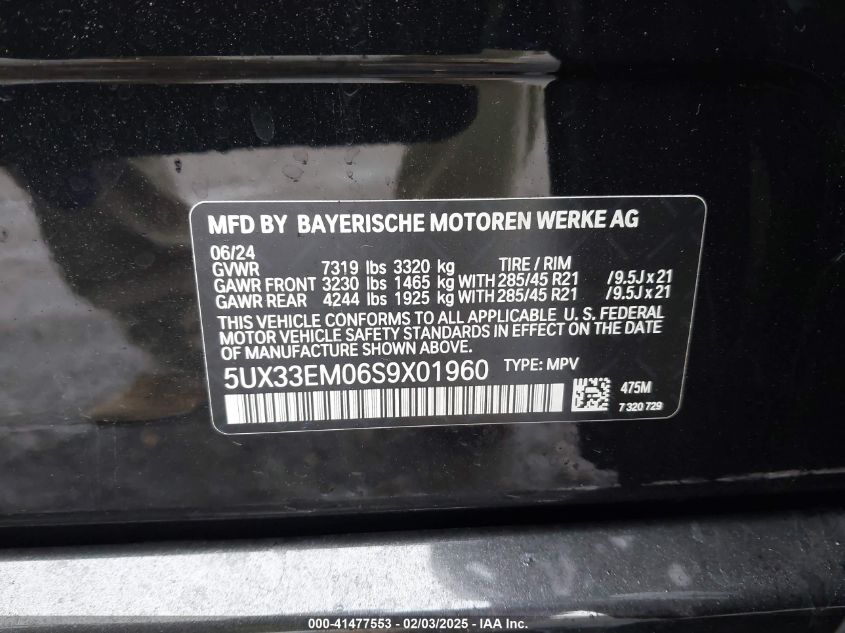 MFD BY BAYERISCHE MOTOREN WERKE AG
06/24
GVWR 7319 lbs 3320 kg TIRE / RIM
GAWR FRONT 3230 lbs 1465 kg WITH 285/45 R21 /9.5J x 21
GAWR REAR 4244 lbs 1925 kg WITH 285/45 R21 /9.5J x 21
THIS VEHICLE CONFORMS TO ALL APPLICABLE U. S. FEDERAL
MOTOR VEHICLE SAFETY STANDARDS IN EFFECT ON THE DATE
OF MANUFACTURE SHOWN ABOVE.
5UX33EM06S9X01960 TYPE: MPV
475M
7 320 729
000-41477553 - 02/03/2025 - IAA Inc.